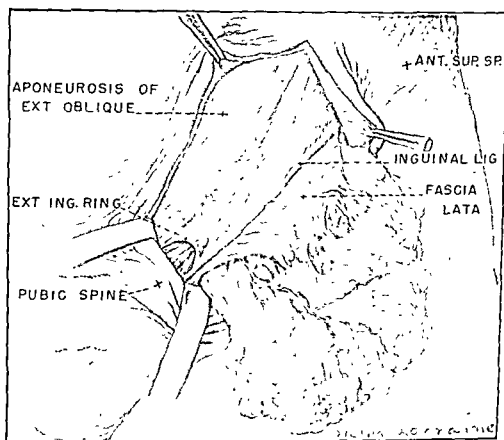 ANT. SUP. SP.
APONEUROSIS OF
EXT OBLIQUE
INGUINAL LIG
FASCIA
LATA
EXT ING. RING
PUBIC SPINE